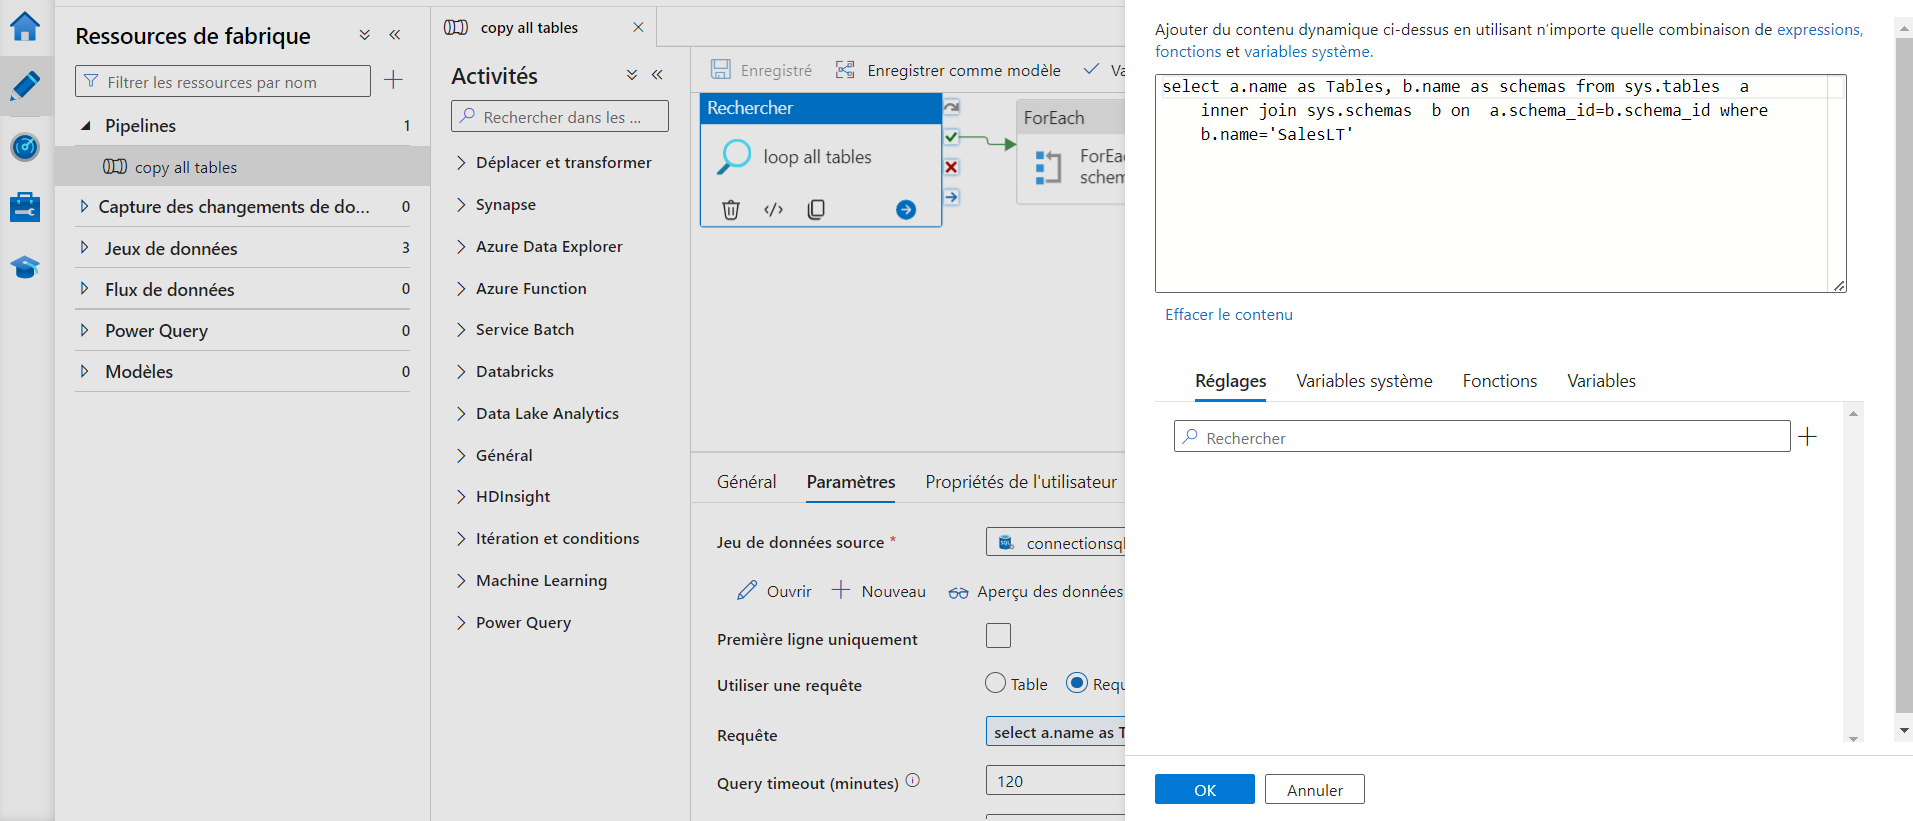 Ressources de fabrique
Filtrer les ressources par nom
Pipelines 1
copy all tables
Capture des changements de do... 0
Jeux de données 3
Flux de données 0
Power Query 0
Modèles 0
copy all tables
Activités
Rechercher dans les ...
Déplacer et transformer
Synapse
Azure Data Explorer
Azure Function
Service Batch
Databricks
Data Lake Analytics
Général
HDInsight
Itération et conditions
Machine Learning
Power Query
Enregistré Enregistrer comme modèle Va
Rechercher
loop all tables
ForEach
ForEa
schem
Général Paramètres Propriétés de l'utilisateur
Jeu de données source *
connectionsql
Ouvrir Nouveau Aperçu des données
Première ligne uniquement
Utiliser une requête Table Requ
Requête select a.name as T
Query timeout (minutes) 120
Ajouter du contenu dynamique ci-dessus en utilisant n'importe quelle combinaison de expressions,
fonctions et variables système.
select a.name as Tables, b.name as schemas from sys.tables  a
inner join sys.schemas  b on  a.schema_id=b.schema_id where
b.name='SalesLT'
Effacer le contenu
Réglages Variables système Fonctions Variables
Rechercher
OK Annuler